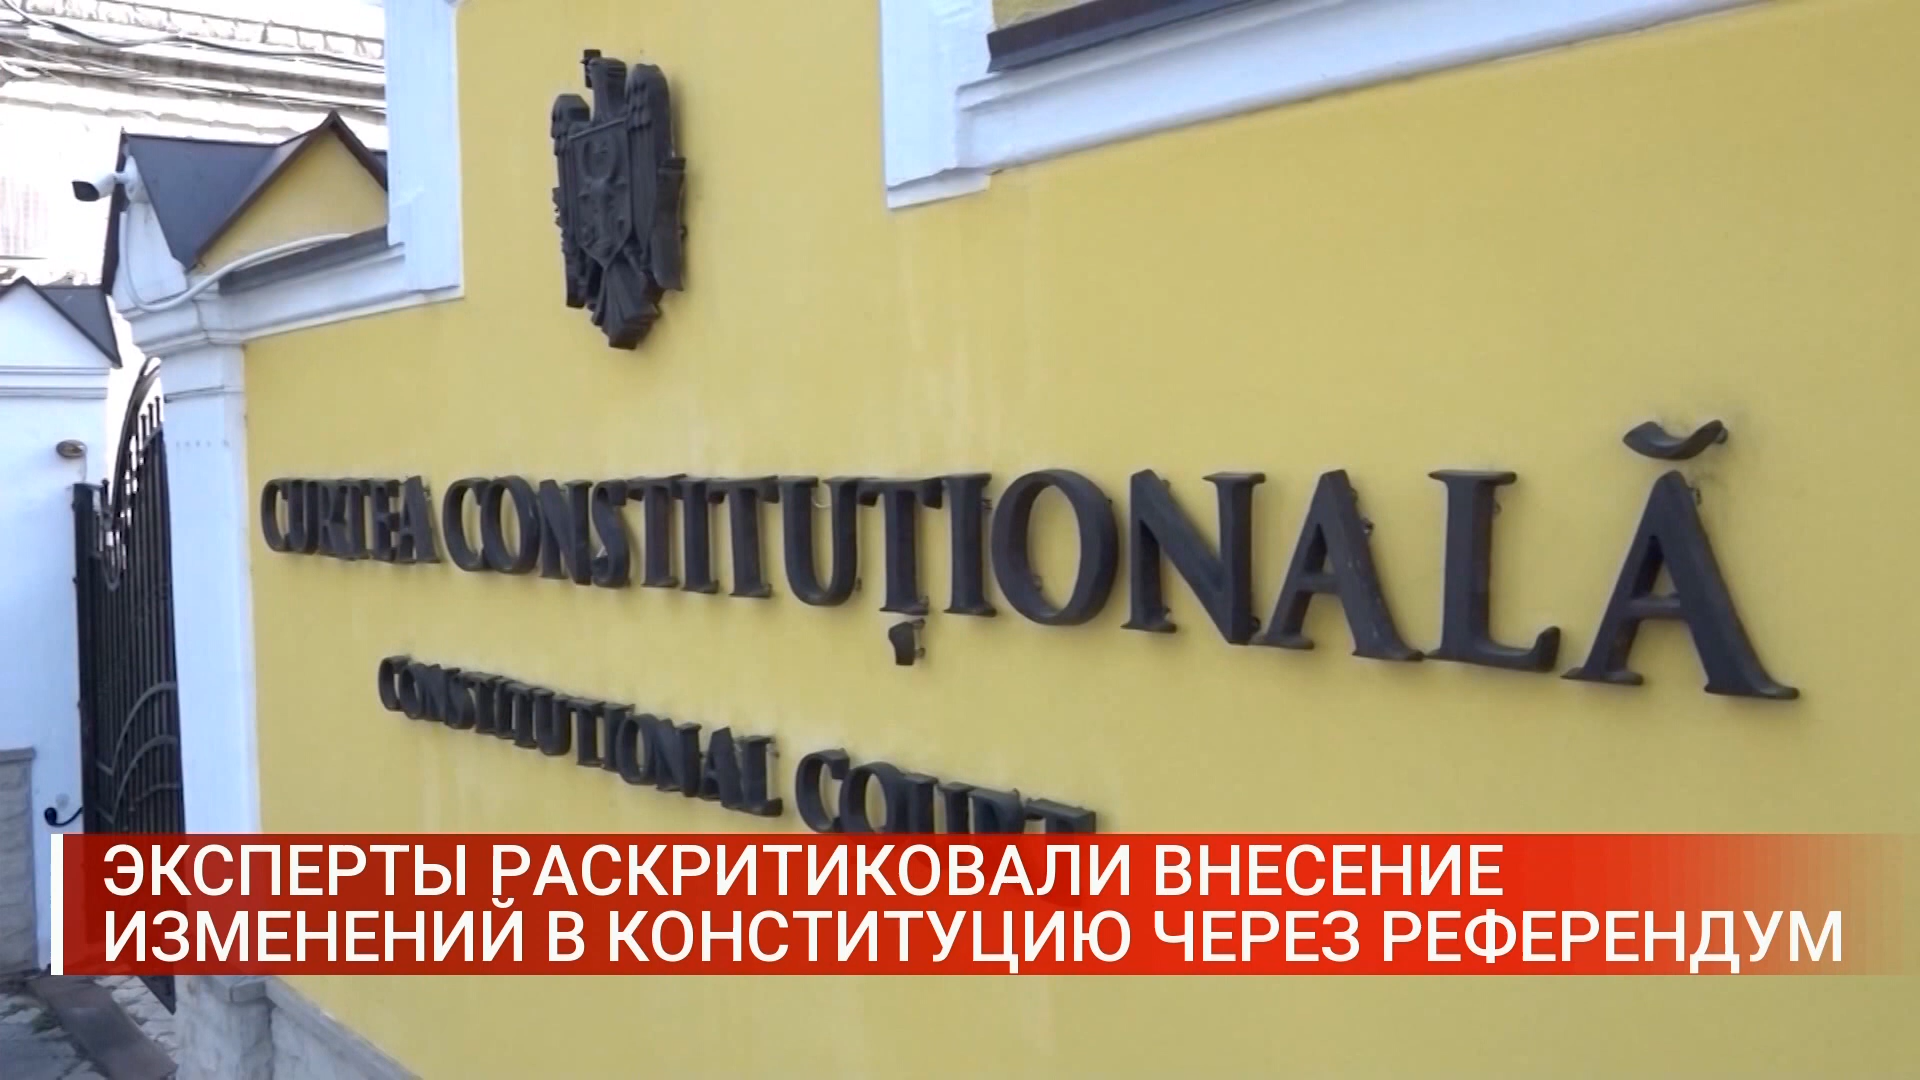 CURTEA CONSTITUȚIONALĂ
CONSTITUTIONAL COURT
ЭКСПЕРТЫ РАСКРИТИКОВАЛИ ВНЕСЕНИЕ
ИЗМЕНЕНИЙ В КОНСТИТУЦИЮ ЧЕРЕЗ РЕФЕРЕНДУМ